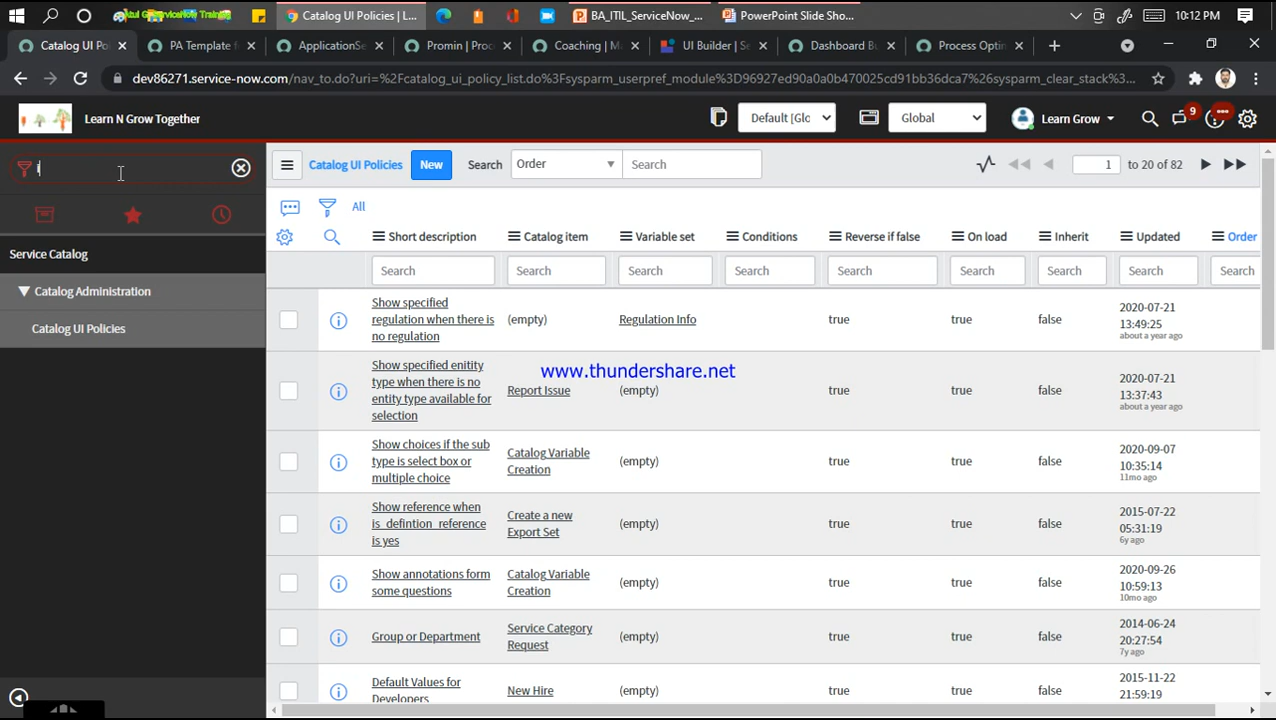 Atul G ServiceNow Training
Catalog UI Policies | L...
BA_ITIL_ServiceNow_...
PowerPoint Slide Sho...
10:12 PM
Catalog UI Po
PA Template fo
ApplicationSe
Promin | Proc
Coaching | Mo
UI Builder | Se
Dashboard Bu
Process Optin
dev86271.service-now.com/nav_to.do?uri=%2Fcatalog_ui_policy_list.do%3Fsysparm_userpref_module%3D96927ed90a0a0b470025cd91bb36dca7%26sysparm_clear_stack%...
Learn N Grow Together
Default [Glo
Global
9
Learn Grow
i
Catalog UI Policies
New
Search
Order
Search
1
to 20 of 82
All
Service Catalog
Catalog Administration
Catalog UI Policies
Short description
Catalog item
Variable set
Conditions
Reverse if false
On load
Inherit
Updated
Order
Search
Search
Search
Search
Search
Search
Search
Search
Search
Show specified
regulation when there is
no regulation
(empty)
Regulation Info
true
true
false
2020-07-21
13:49:25
about a year ago
Show specified enitity
type when there is no
entity type available for
selection
Report Issue
(empty)
true
true
false
2020-07-21
13:37:43
about a year ago
www.thundershare.net
Show choices if the sub
type is select box or
multiple choice
Catalog Variable
Creation
(empty)
true
true
false
2020-09-07
10:35:14
11mo ago
Show reference when
is_defintion_reference
is yes
Create a new
Export Set
(empty)
true
true
false
2015-07-22
05:31:19
6y ago
Show annotations form
some questions
Catalog Variable
Creation
(empty)
true
true
false
2020-09-26
10:59:13
10mo ago
Group or Department
Service Category
Request
(empty)
true
true
false
2014-06-24
20:27:54
7y ago
Default Values for
Developers
New Hire
(empty)
true
true
false
2015-11-22
21:59:19